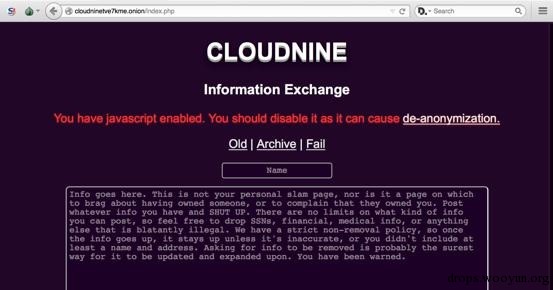 cloudninetve7kme.onion/index.php
Search
CLOUDNINE
Information Exchange
You have javascript enabled. You should disable it as it can cause de-anonymization.
Old | Archive | Fail
Name
Info goes here. This is not your personal slam page, nor is it a page on which
to brag about having owned someone, or to complain that they owned you. Post
whatever info you have and SHUT UP. There are no limits on what kind of info
you can post, so feel free to drop SSNs, financial, medical info, or anything
else that is blatantly illegal. We have a strict non-removal policy, so once
the info goes up, it stays up unless it's inaccurate, or you didn't include at
least a name and address. Asking for info to be removed is probably the surest
way for it to be updated and expanded upon. You have been warned.